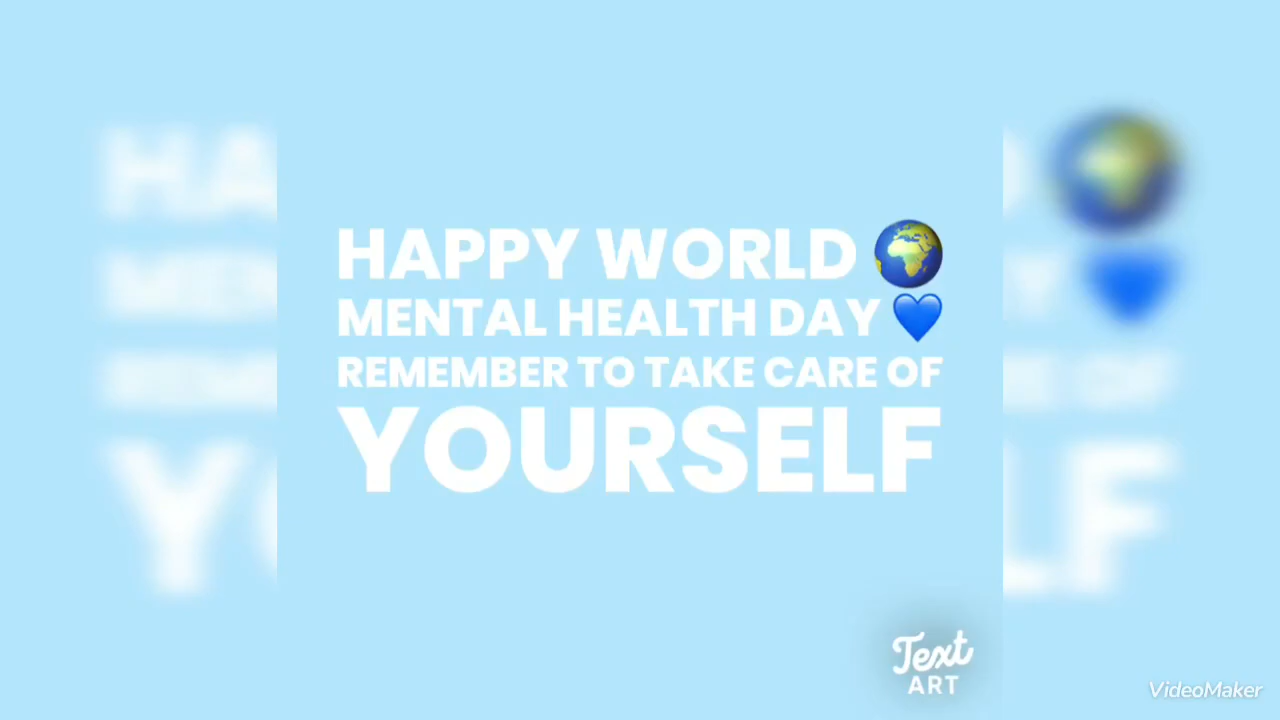 HAPPY WORLD 🌍
MENTAL HEALTH DAY 💙
REMEMBER TO TAKE CARE OF
YOURSELF
Text
ART
VideoMaker